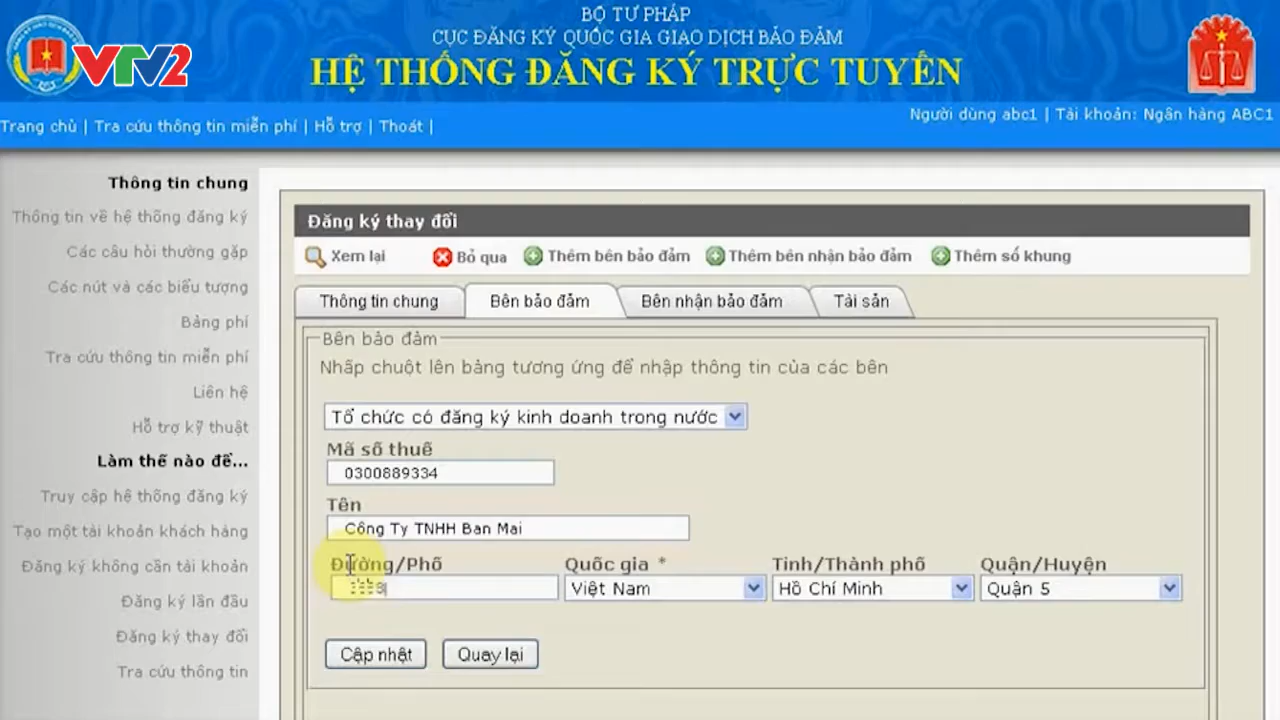 BỘ TƯ PHÁP
CỤC ĐĂNG KÝ QUỐC GIA GIAO DỊCH BẢO ĐẢM
HỆ THỐNG ĐĂNG KÝ TRỰC TUYẾN
VTV2
Người dùng abc1 | Tài khoản: Ngân hàng ABC1
Trang chủ | Tra cứu thông tin miễn phí | Hỗ trợ | Thoát |
Thông tin chung
Thông tin về hệ thống đăng ký
Các câu hỏi thường gặp
Các nút và các biểu tượng
Bảng phí
Tra cứu thông tin miễn phí
Liên hệ
Hỗ trợ kỹ thuật
Làm thế nào để...
Truy cập hệ thống đăng ký
Tạo một tài khoản khách hàng
Đăng ký không cần tài khoản
Đăng ký lần đầu
Đăng ký thay đổi
Tra cứu thông tin
Đăng ký thay đổi
Xem lại Bỏ qua Thêm bên bảo đảm Thêm bên nhận bảo đảm Thêm số khung
Thông tin chung Bên bảo đảm Bên nhận bảo đảm Tài sản
Bên bảo đảm
Nhấp chuột lên bảng tương ứng để nhập thông tin của các bên
Tổ chức có đăng ký kinh doanh trong nước
Mã số thuế
0300889334
Tên
Công Ty TNHH Ban Mai
Đường/Phố Quốc gia * Tỉnh/Thành phố Quận/Huyện
Việt Nam Hồ Chí Minh Quận 5
Cập nhật Quay lại